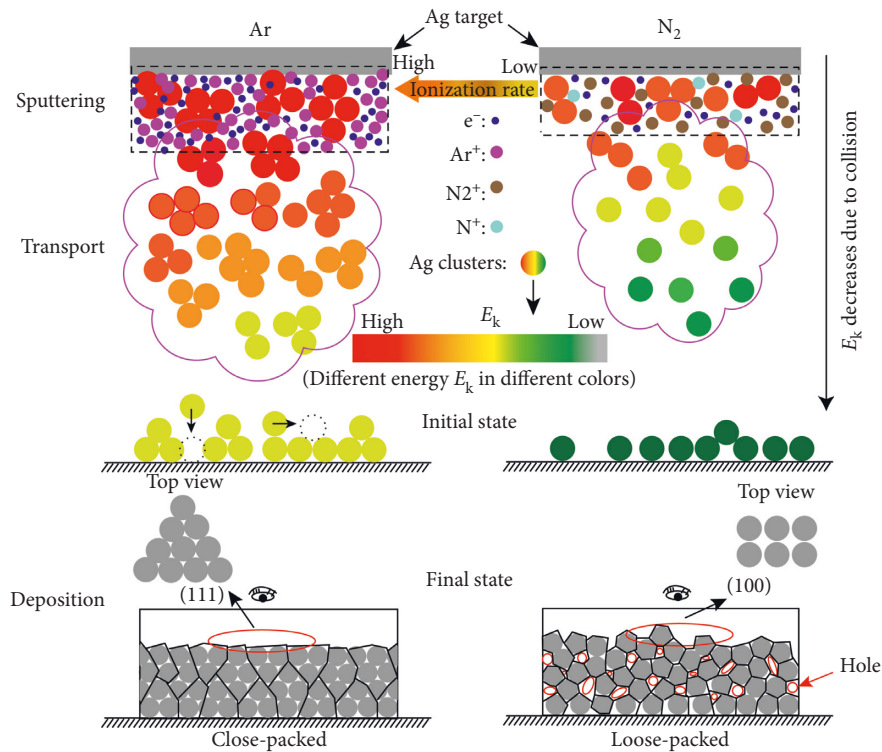 Ar
Ag target
N2
High
Low
Sputtering
Ionization rate
e−:
Ar+:
N2+:
N+:
Transport
Ag clusters:
High
Ek
Low
(Different energy Ek in different colors)
Ek decreases due to collision
Initial state
Top view
Top view
(111)
Final state
(100)
Deposition
Hole
Close-packed
Loose-packed